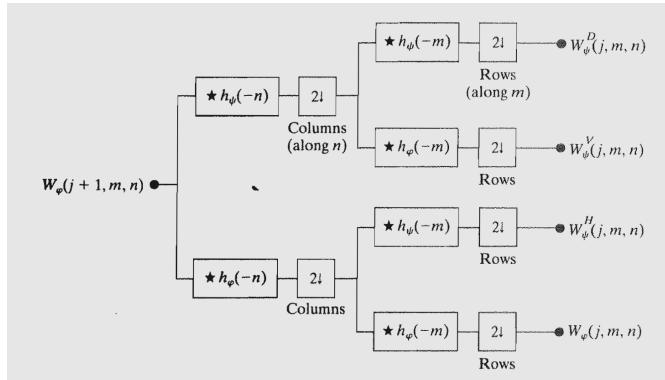 ★ h_ψ(−m)
2↓
W_ψ^D(j, m, n)
Rows
(along m)
★ h_ψ(−n)
2↓
Columns
(along n)
★ h_φ(−m)
2↓
W_ψ^V(j, m, n)
Rows
W_φ(j + 1, m, n)
★ h_ψ(−m)
2↓
W_ψ^H(j, m, n)
Rows
★ h_φ(−n)
2↓
Columns
★ h_φ(−m)
2↓
W_φ(j, m, n)
Rows